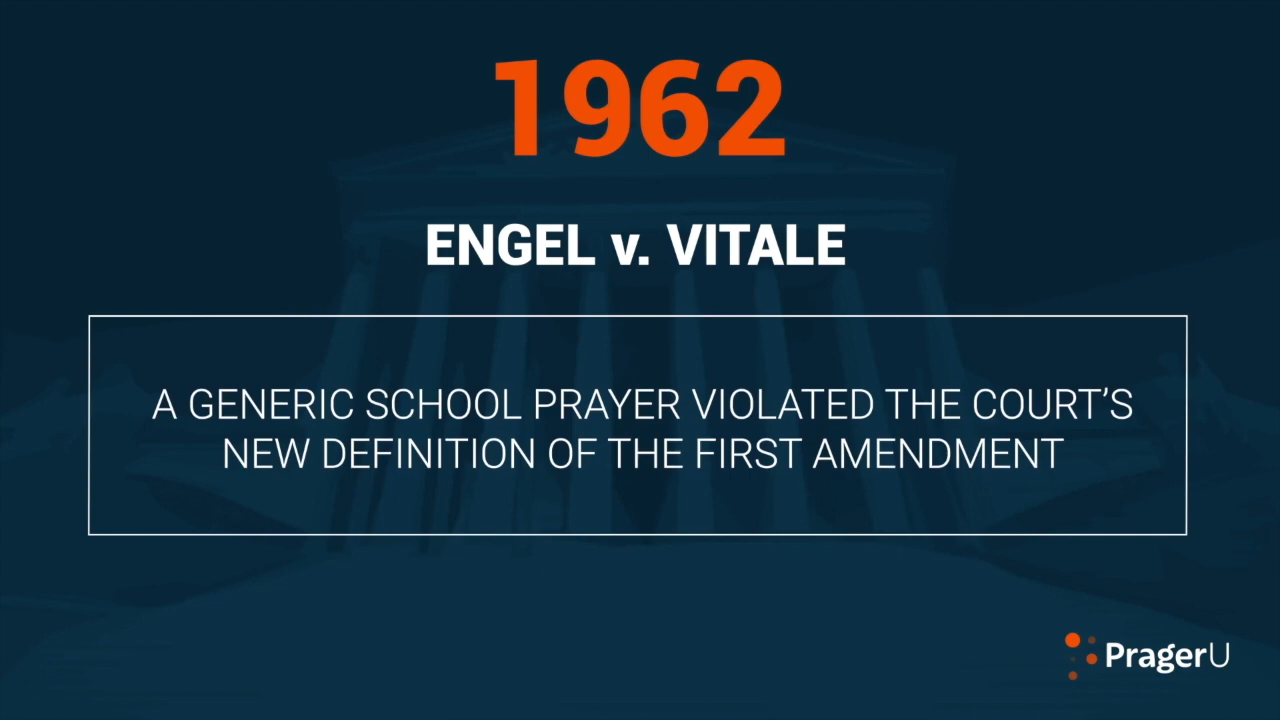 1962
ENGEL v. VITALE
A GENERIC SCHOOL PRAYER VIOLATED THE COURT’S
NEW DEFINITION OF THE FIRST AMENDMENT
PragerU